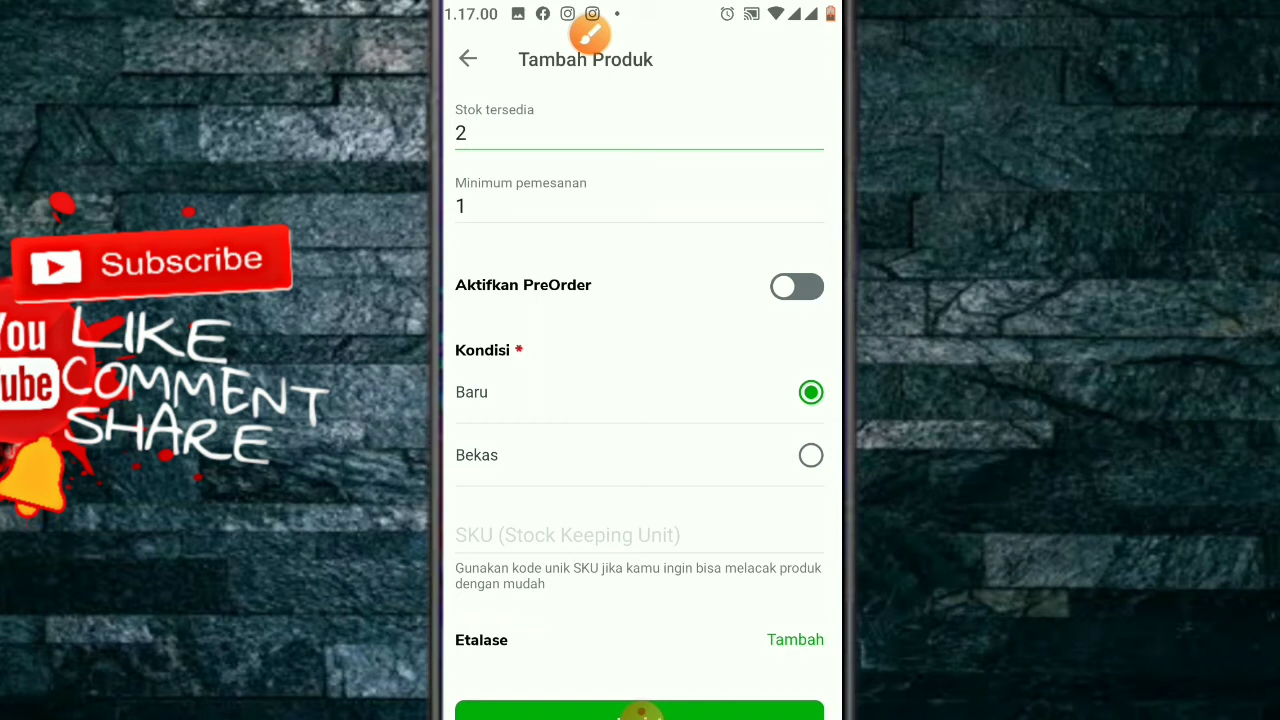 1.17.00
Tambah Produk
Stok tersedia
2
Minimum pemesanan
1
Aktifkan PreOrder
Kondisi *
Baru
Bekas
SKU (Stock Keeping Unit)
Gunakan kode unik SKU jika kamu ingin bisa melacak produk
dengan mudah
Etalase
Tambah
Subscribe
You
Tube
LIKE
COMMENT
SHARE